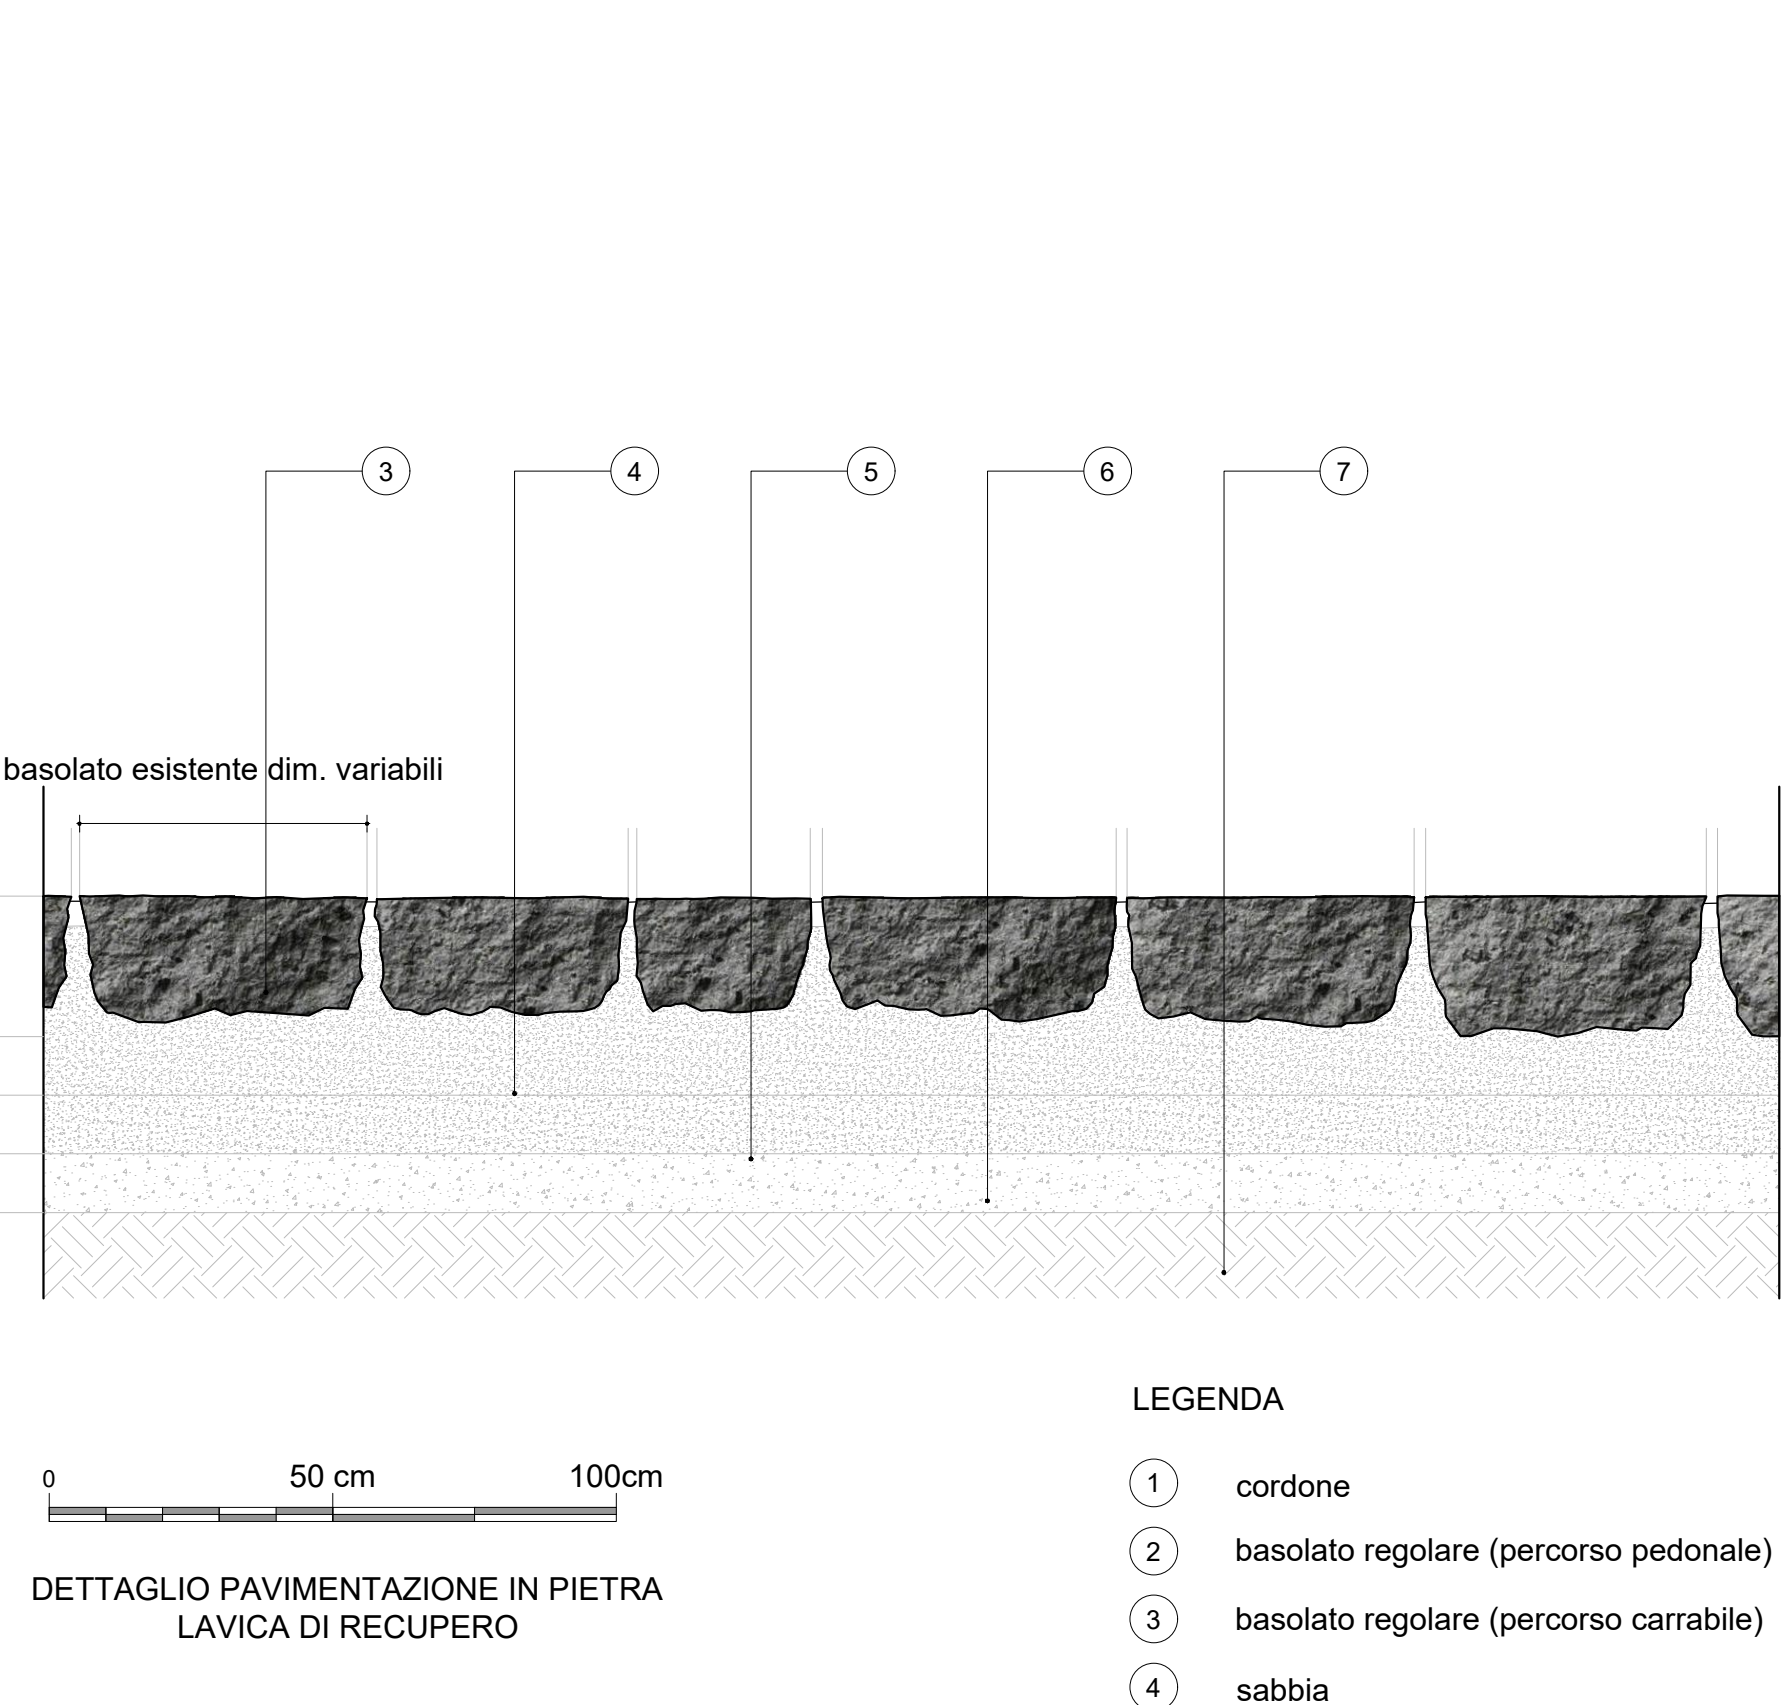 3 4 5 6 7
basolato esistente dim. variabili
LEGENDA
0 50 cm 100cm
1 cordone
2 basolato regolare (percorso pedonale)
DETTAGLIO PAVIMENTAZIONE IN PIETRA
LAVICA DI RECUPERO
3 basolato regolare (percorso carrabile)
4 sabbia